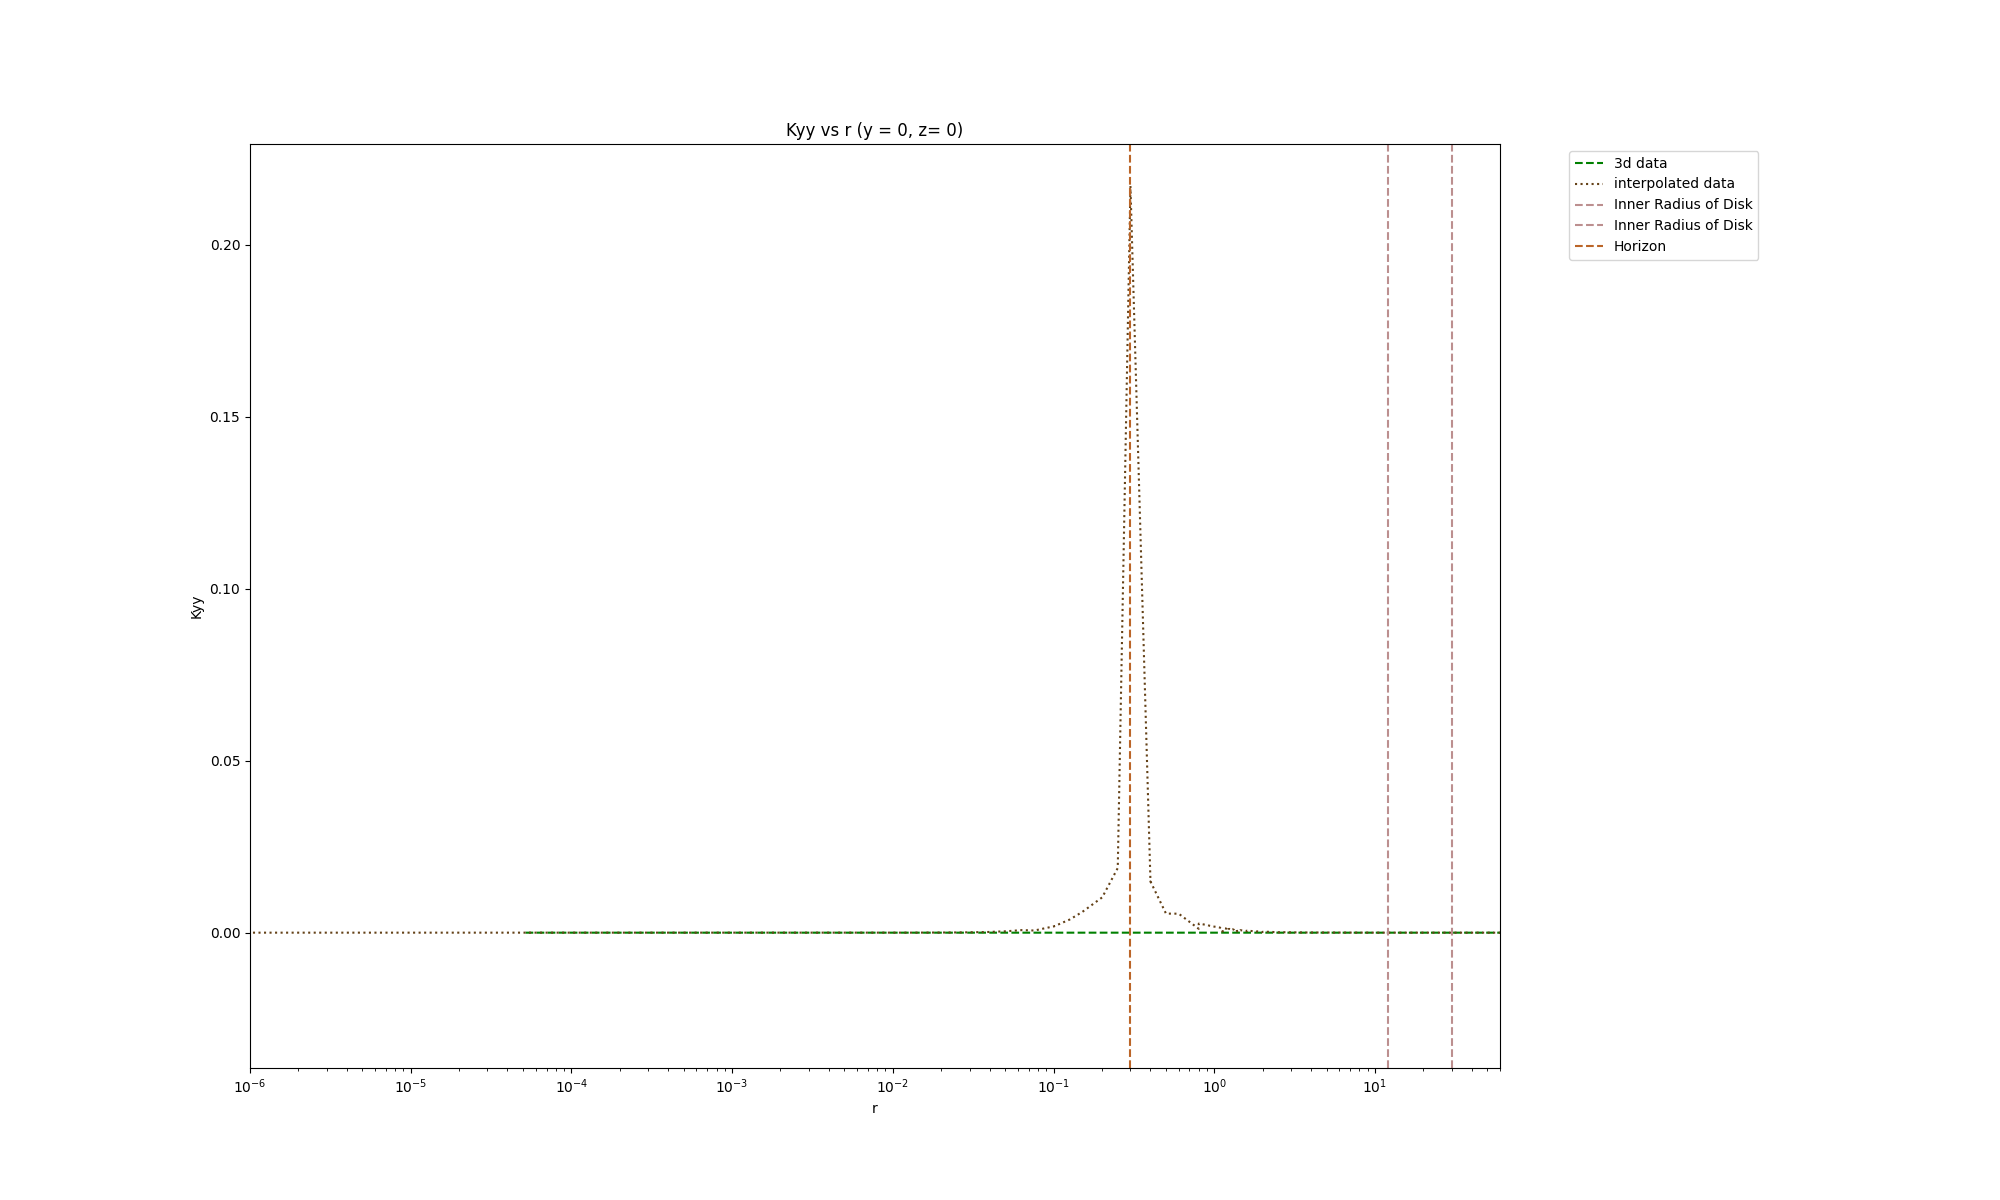 Kyy vs r (y = 0, z= 0)
3d data
interpolated data
Inner Radius of Disk
Inner Radius of Disk
Horizon
Kyy
0.20
0.15
0.10
0.05
0.00
10⁻⁶ 10⁻⁵ 10⁻⁴ 10⁻³ 10⁻² 10⁻¹ 10⁰ 10¹
r